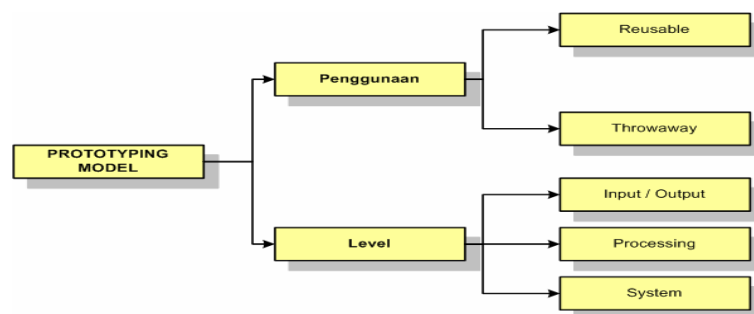 Reusable
Penggunaan
Throwaway
PROTOTYPING
MODEL
Input / Output
Level
Processing
System